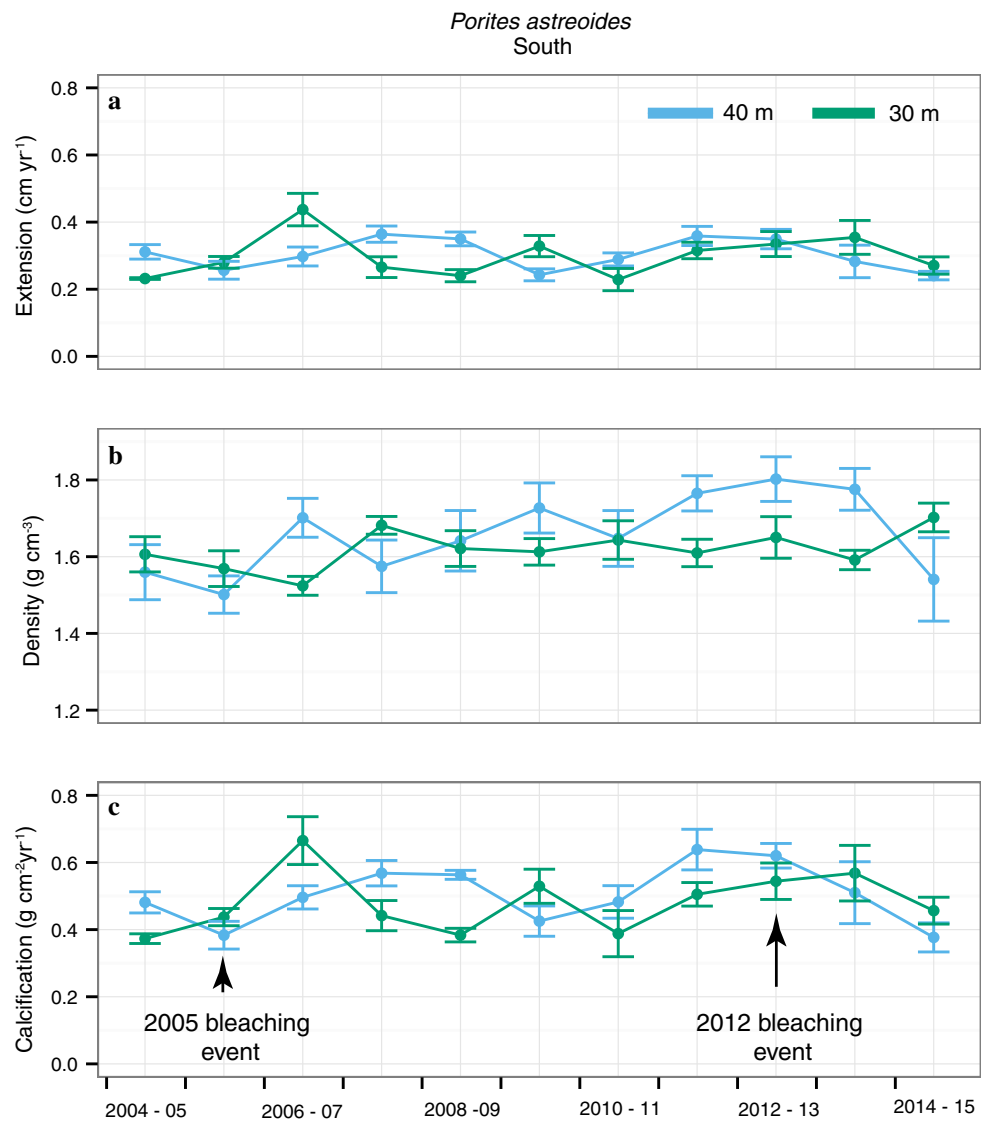 Porites astreoides
South
a
40 m
30 m
Extension (cm yr⁻¹)
0.8
0.6
0.4
0.2
0.0
b
Density (g cm⁻³)
1.8
1.6
1.4
1.2
c
Calcification (g cm⁻²yr⁻¹)
0.8
0.6
0.4
0.2
0.0
2005 bleaching
event
2012 bleaching
event
2004 - 05
2006 - 07
2008 -09
2010 - 11
2012 - 13
2014 - 15